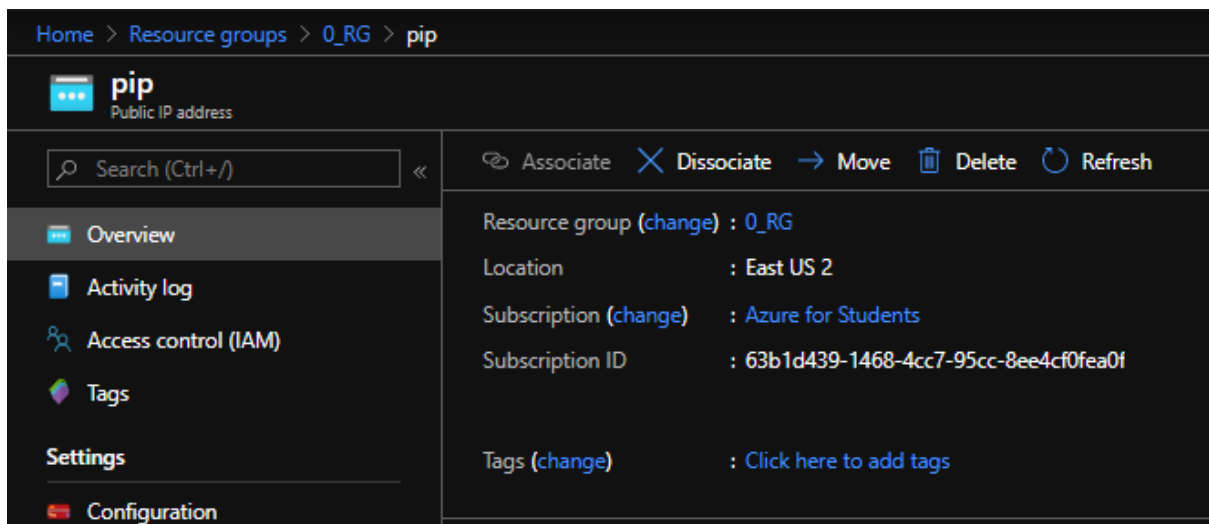 Home > Resource groups > 0_RG > pip
pip
Public IP address
Search (Ctrl+/)
«
Associate Dissociate Move Delete Refresh
Overview
Activity log
Access control (IAM)
Tags
Settings
Configuration
Resource group (change) : 0_RG
Location : East US 2
Subscription (change) : Azure for Students
Subscription ID : 63b1d439-1468-4cc7-95cc-8ee4cf0fea0f
Tags (change) : Click here to add tags